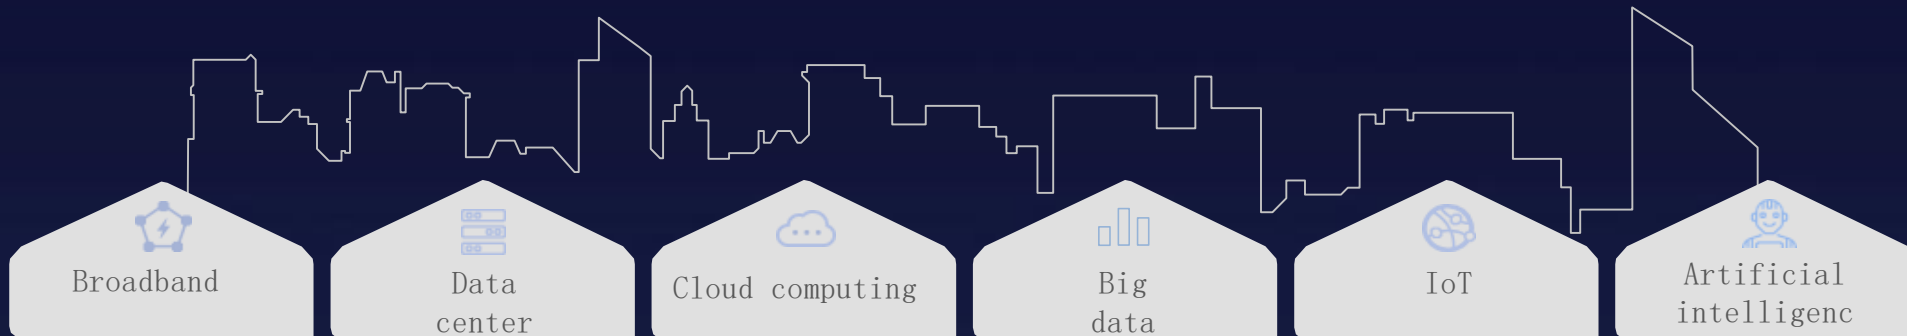 Broadband
Data
center
Cloud computing
Big
data
IoT
Artificial
intelligenc